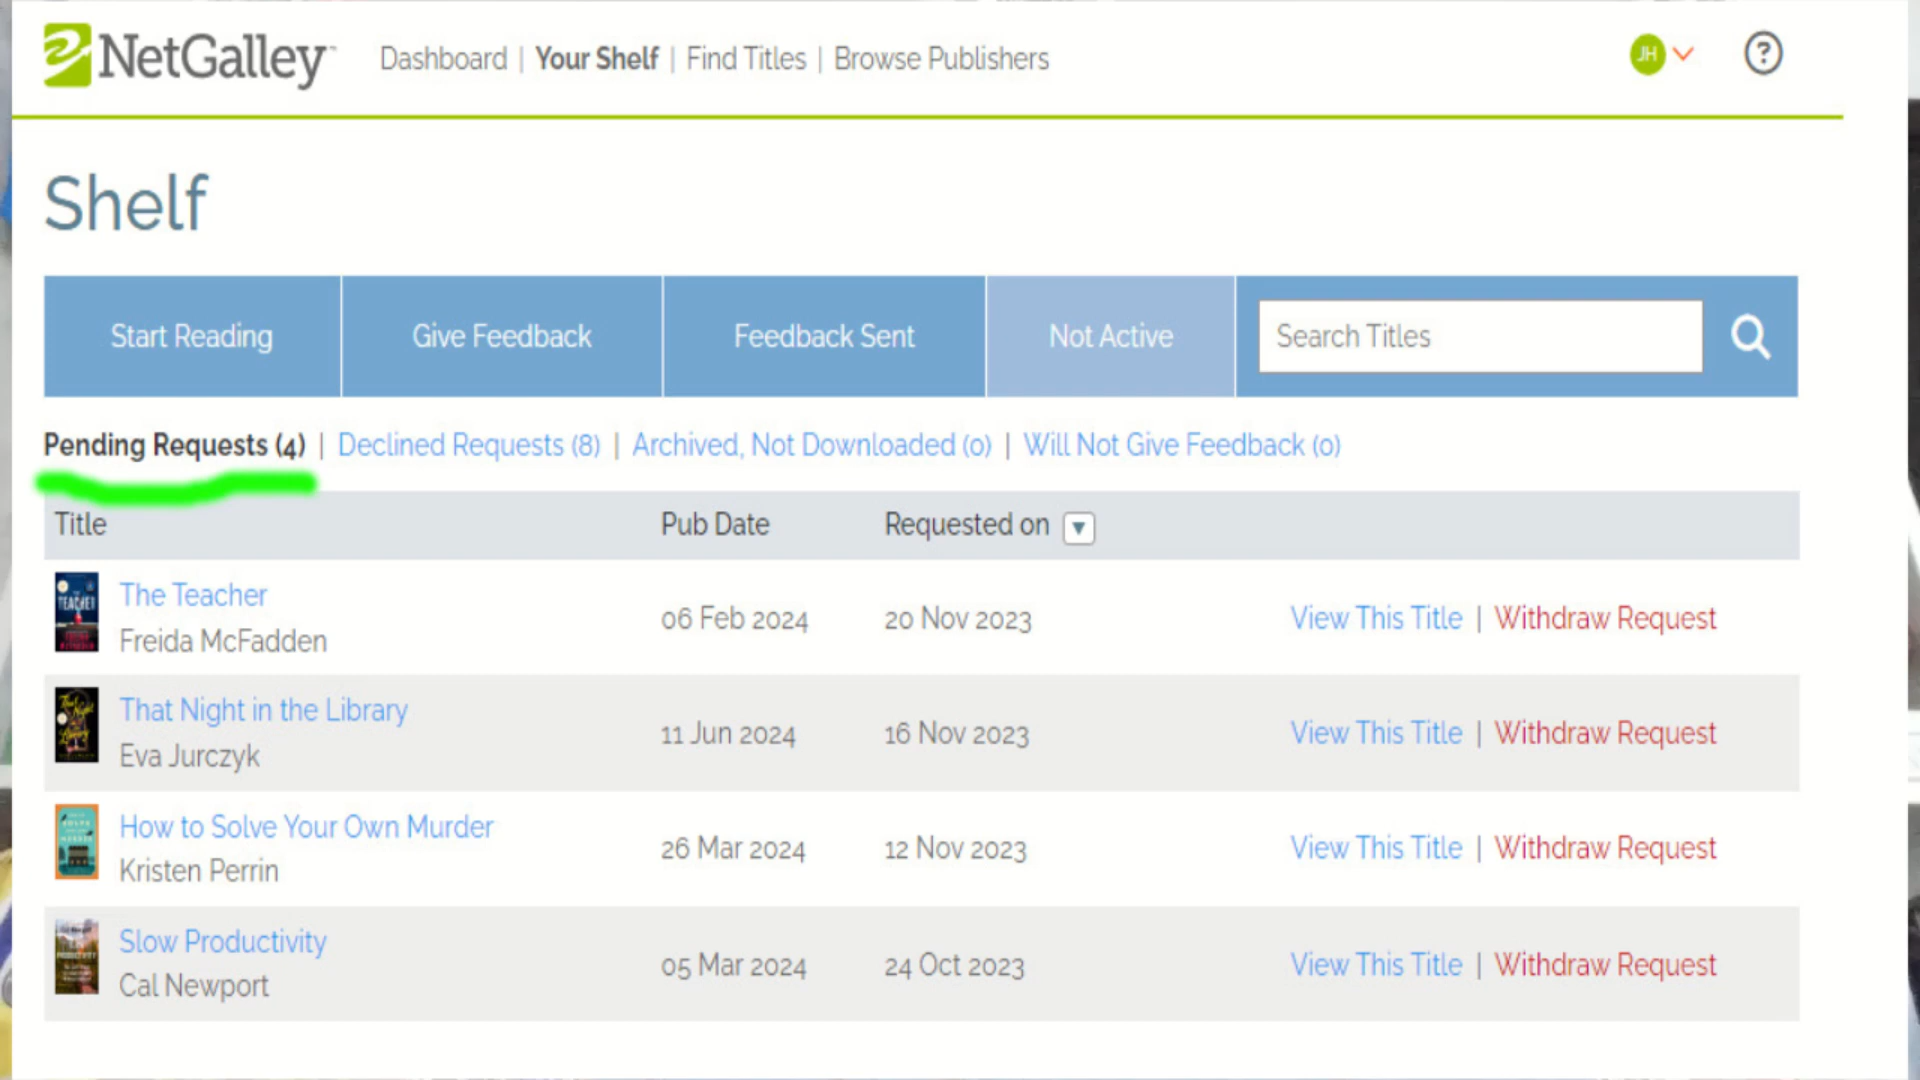 NetGalley
Dashboard | Your Shelf | Find Titles | Browse Publishers
JH
?
Shelf
Start Reading
Give Feedback
Feedback Sent
Not Active
Search Titles
Pending Requests (4) | Declined Requests (8) | Archived, Not Downloaded (0) | Will Not Give Feedback (0)
Title Pub Date Requested on
TEACHER
The Teacher
Freida McFadden
06 Feb 2024 20 Nov 2023 View This Title | Withdraw Request
That Night in the Library
Eva Jurczyk
11 Jun 2024 16 Nov 2023 View This Title | Withdraw Request
How to Solve Your Own Murder
Kristen Perrin
26 Mar 2024 12 Nov 2023 View This Title | Withdraw Request
Slow Productivity
Cal Newport
05 Mar 2024 24 Oct 2023 View This Title | Withdraw Request